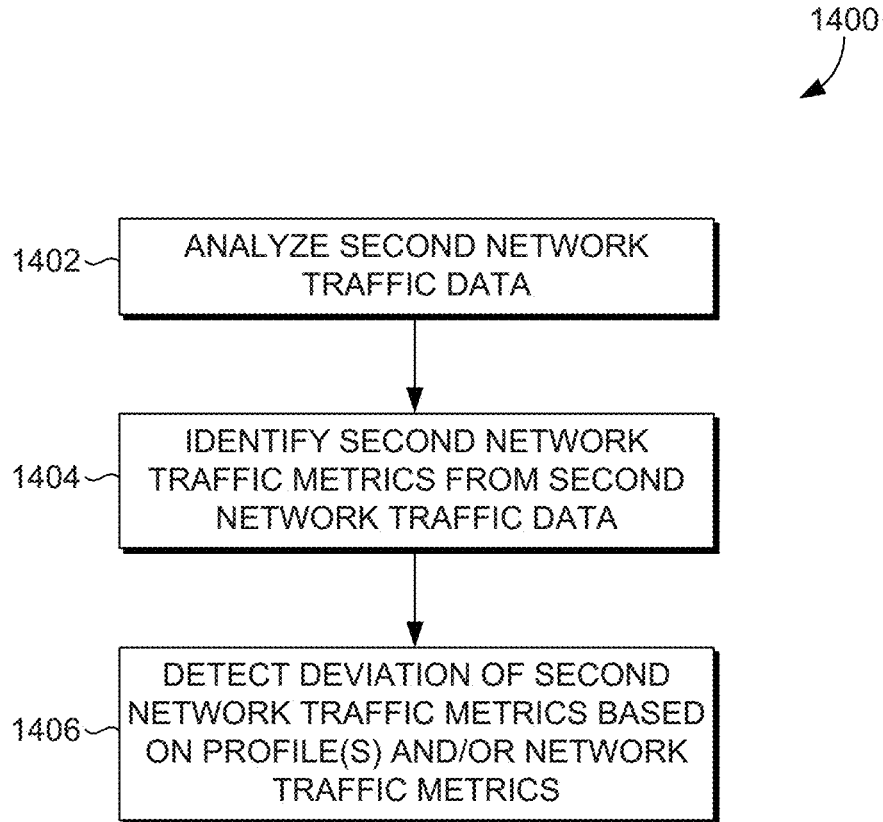 1400
1402
ANALYZE SECOND NETWORK
TRAFFIC DATA
1404
IDENTIFY SECOND NETWORK
TRAFFIC METRICS FROM SECOND
NETWORK TRAFFIC DATA
1406
DETECT DEVIATION OF SECOND
NETWORK TRAFFIC METRICS BASED
ON PROFILE(S) AND/OR NETWORK
TRAFFIC METRICS